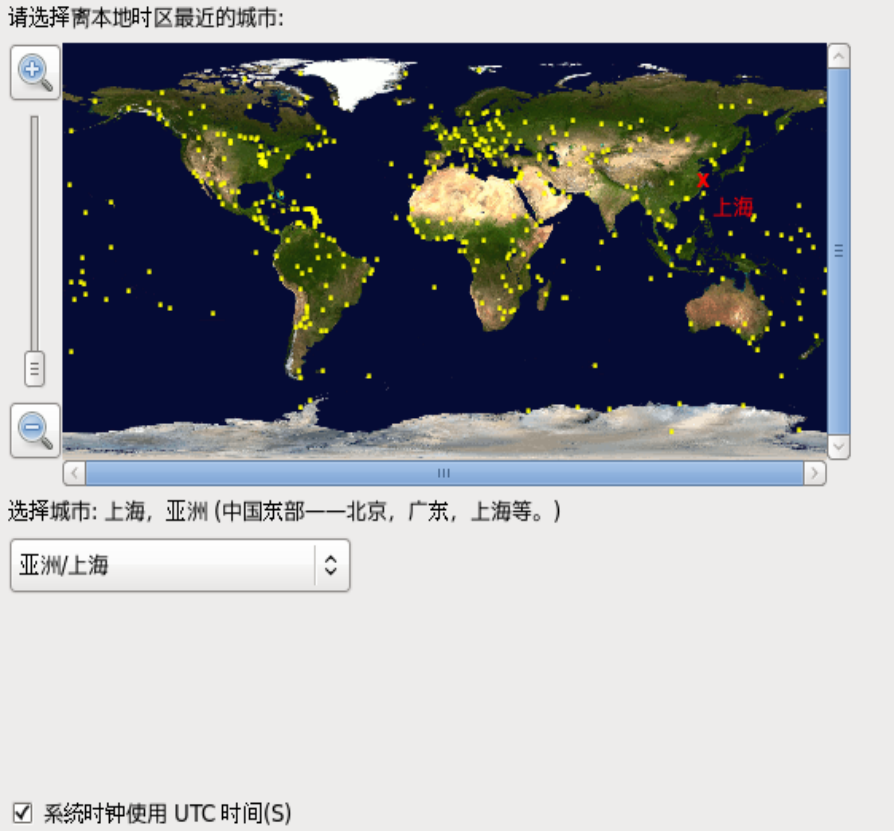 请选择离本地时区最近的城市:
上海
选择城市: 上海, 亚洲 (中国东部——北京, 广东, 上海等。)
亚洲/上海
系统时钟使用 UTC 时间(S)